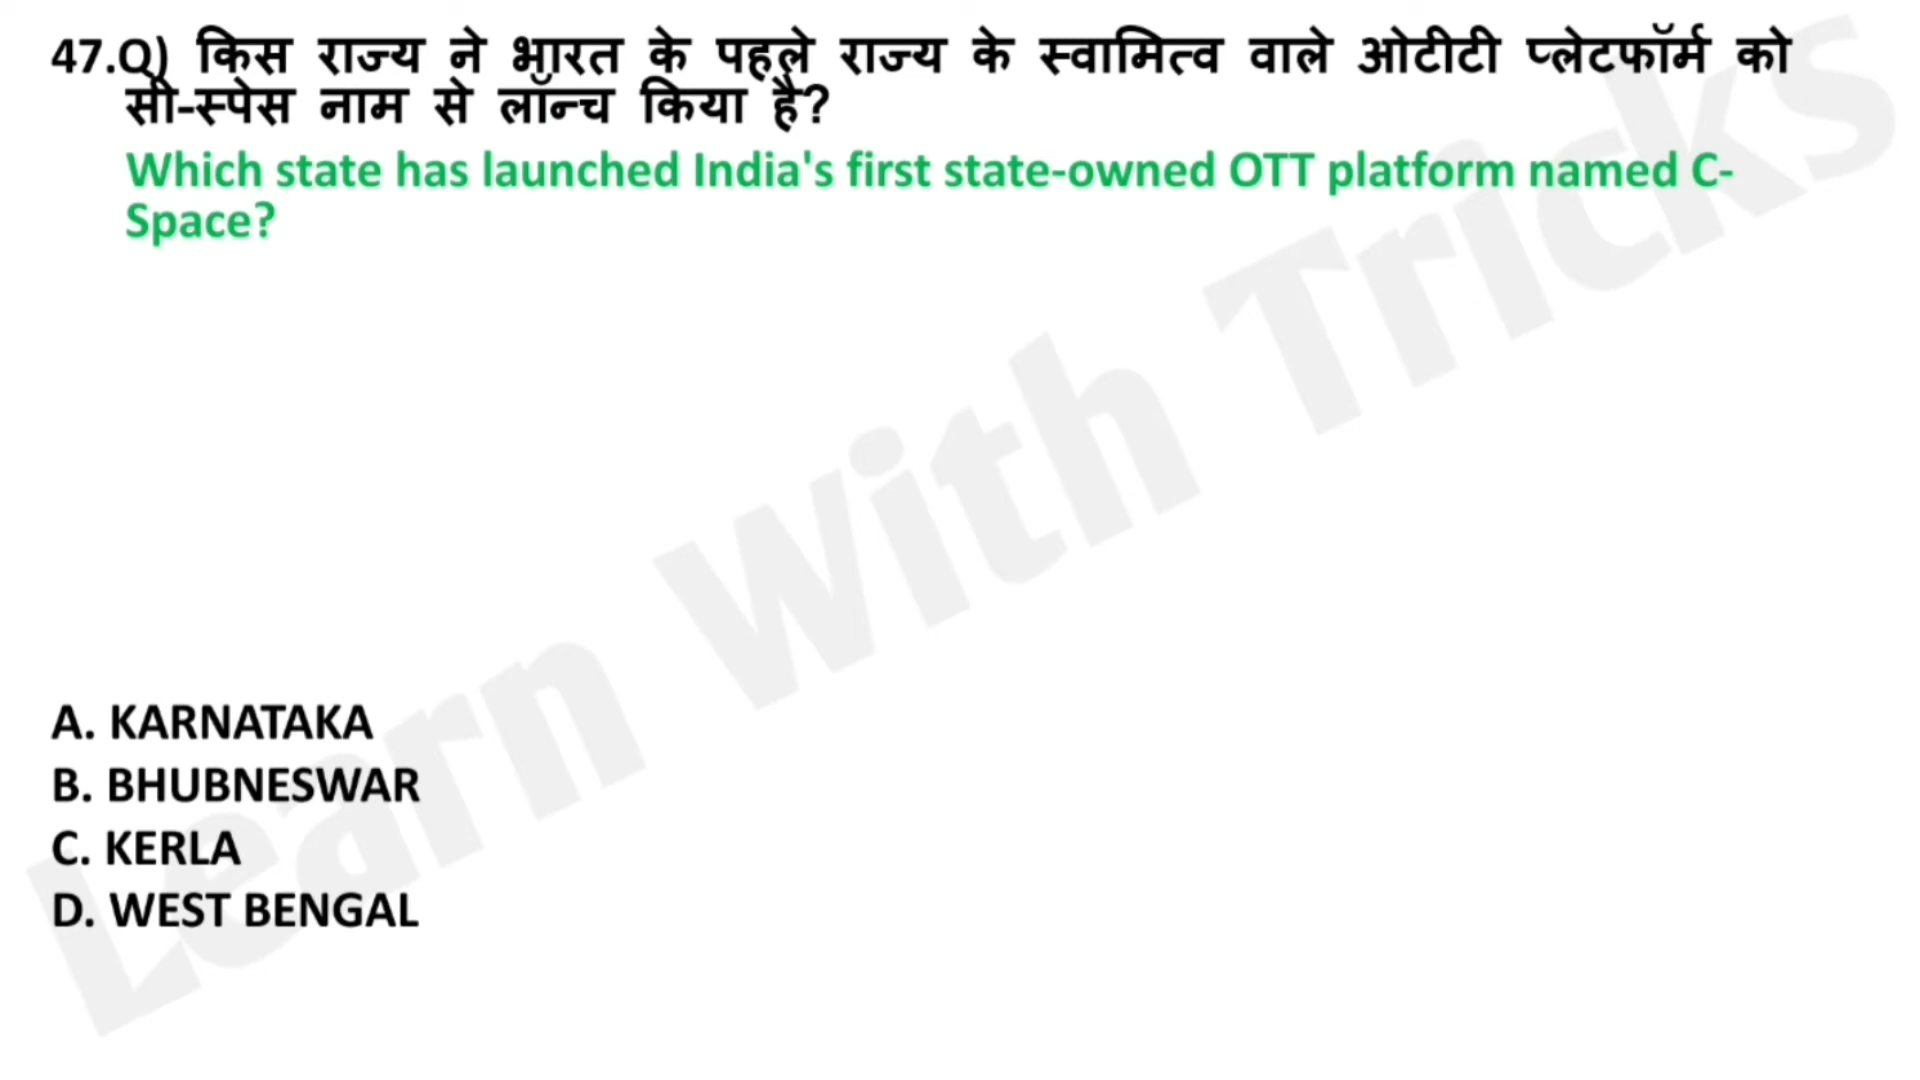 47.Q) किस राज्य ने भारत के पहले राज्य के स्वामित्व वाले ओटीटी प्लेटफॉर्म को
सी-स्पेस नाम से लॉन्च किया है?
Which state has launched India's first state-owned OTT platform named C-
Space?
A. KARNATAKA
B. BHUBNESWAR
C. KERLA
D. WEST BENGAL
Learn With Tricks